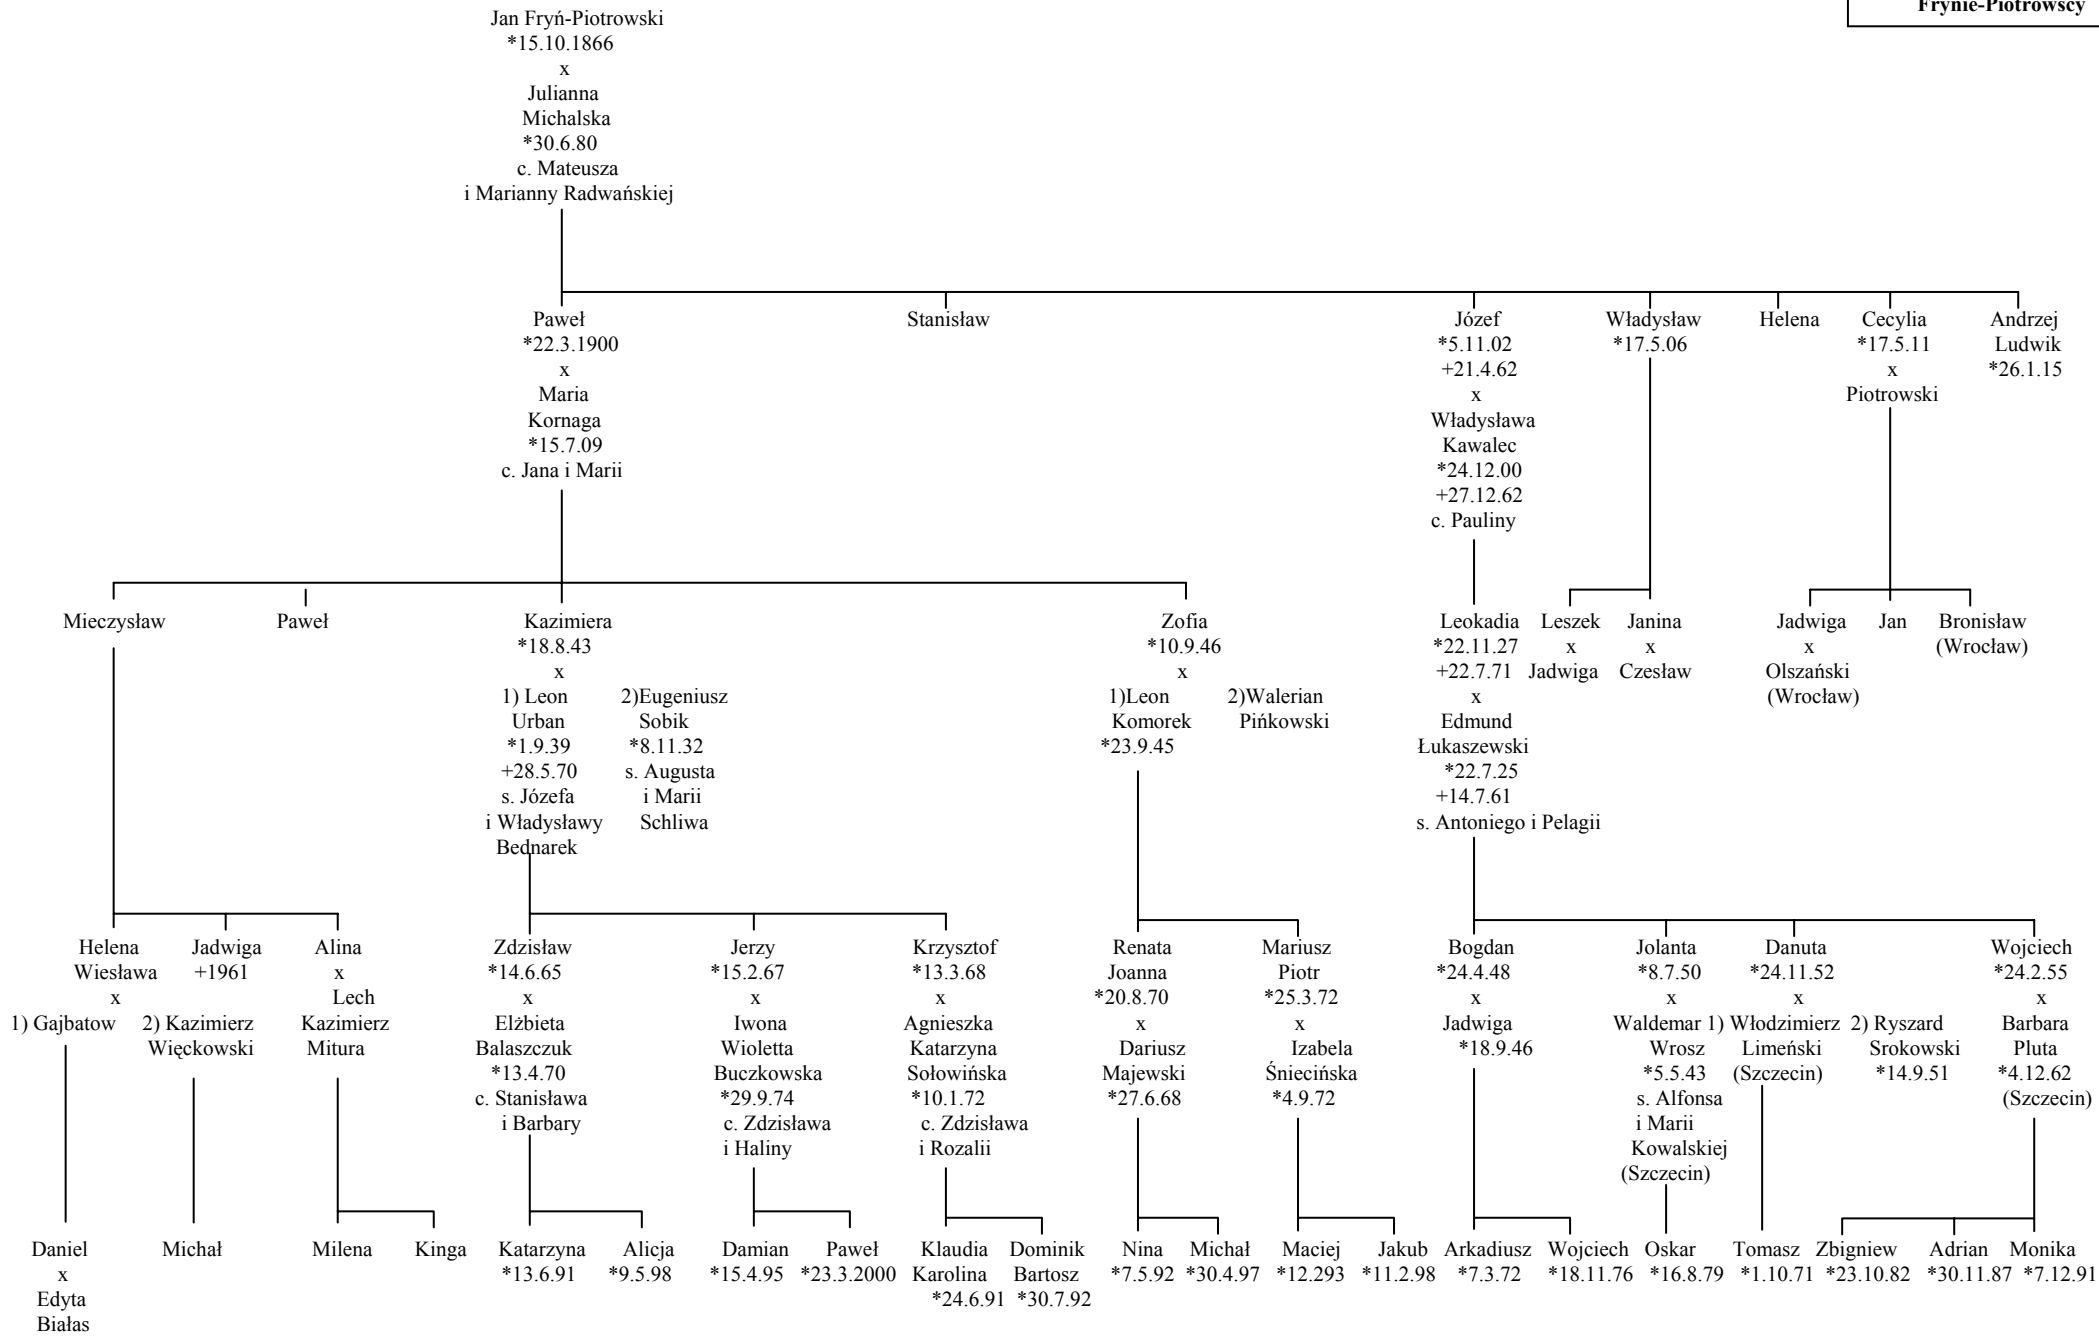 Frynie-Piotrowscy
Jan Fryń-Piotrowski
*15.10.1866
x
Julianna
Michalska
*30.6.80
c. Mateusza
i Marianny Radwańskiej
Paweł
*22.3.1900
x
Maria
Kornaga
*15.7.09
c. Jana i Marii
Stanisław
Józef
*5.11.02
+21.4.62
x
Władysława
Kawalec
*24.12.00
+27.12.62
c. Pauliny
Władysław
*17.5.06
Helena
Cecylia
*17.5.11
x
Piotrowski
Andrzej
Ludwik
*26.1.15
Mieczysław
Paweł
Kazimiera
*18.8.43
x
1) Leon
Urban
*1.9.39
+28.5.70
s. Józefa
i Władysławy
Bednarek
2)Eugeniusz
Sobik
*8.11.32
s. Augusta
i Marii
Schliwa
Zofia
*10.9.46
x
1)Leon
Komorek
*23.9.45
2)Walerian
Pińkowski
Leokadia
*22.11.27
+22.7.71
x
Edmund
Łukaszewski
*22.7.25
+14.7.61
s. Antoniego i Pelagii
Leszek
x
Jadwiga
Janina
x
Czesław
Jadwiga
x
Olszański
(Wrocław)
Jan
Bronisław
(Wrocław)
Helena
Wiesława
x
1) Gajbatow
2) Kazimierz
Więckowski
Jadwiga
+1961
Alina
x
Lech
Kazimierz
Mitura
Zdzisław
*14.6.65
x
Elżbieta
Balaszczuk
*13.4.70
c. Stanisława
i Barbary
Jerzy
*15.2.67
x
Iwona
Wioletta
Buczkowska
*29.9.74
c. Zdzisława
i Haliny
Krzysztof
*13.3.68
x
Agnieszka
Katarzyna
Sołowińska
*10.1.72
c. Zdzisława
i Rozalii
Renata
Joanna
*20.8.70
x
Dariusz
Majewski
*27.6.68
Mariusz
Piotr
*25.3.72
x
Izabela
Śniecińska
*4.9.72
Bogdan
*24.4.48
x
Jadwiga
*18.9.46
Jolanta
*8.7.50
x
Waldemar
Wrosz
*5.5.43
s. Alfonsa
i Marii
Kowalskiej
(Szczecin)
Danuta
*24.11.52
x
1) Włodzimierz
Limeński
(Szczecin)
2) Ryszard
Srokowski
*14.9.51
Wojciech
*24.2.55
x
Barbara
Pluta
*4.12.62
(Szczecin)
Daniel
x
Edyta
Białas
Michał
Milena
Kinga
Katarzyna
*13.6.91
Alicja
*9.5.98
Damian
*15.4.95
Paweł
*23.3.2000
Klaudia
Karolina
*24.6.91
Dominik
Bartosz
*30.7.92
Nina
*7.5.92
Michał
*30.4.97
Maciej
*12.293
Jakub
*11.2.98
Arkadiusz
*7.3.72
Wojciech
*18.11.76
Oskar
*16.8.79
Tomasz
*1.10.71
Zbigniew
*23.10.82
Adrian
*30.11.87
Monika
*7.12.91